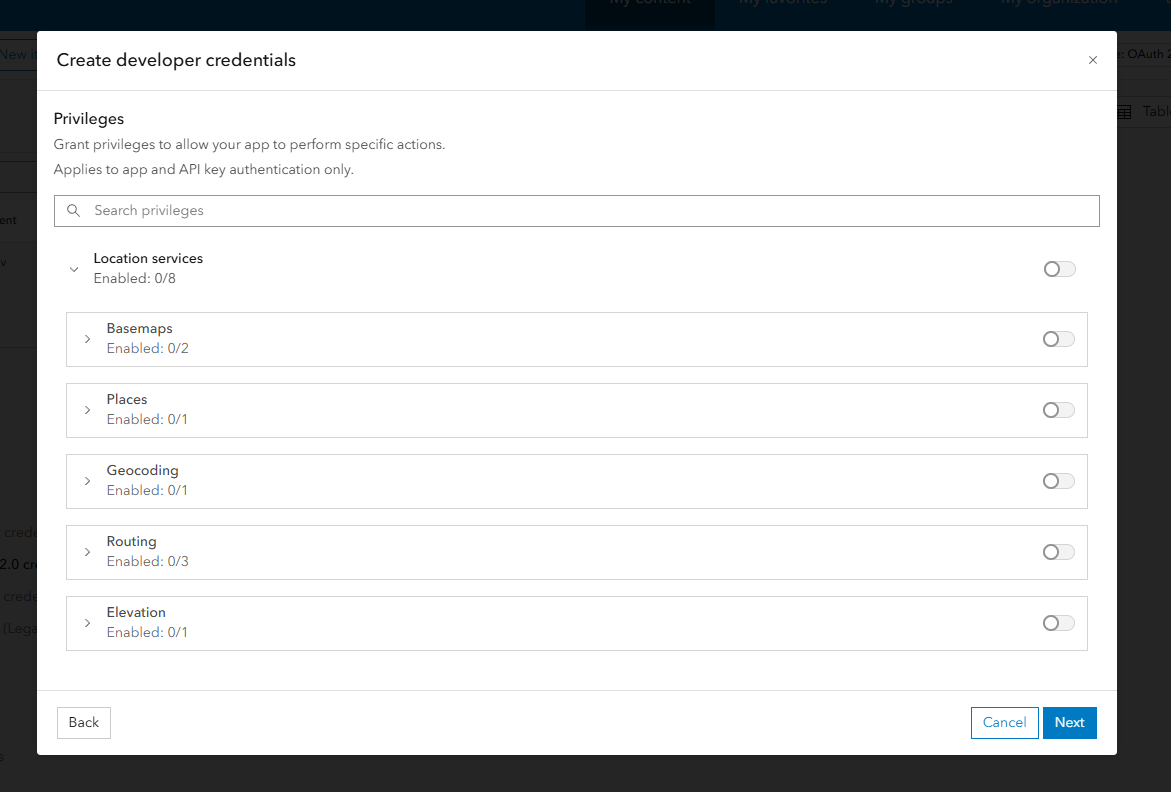 My content
My favorites
My groups
My organization
New it
Create developer credentials
e: OAuth 2
Privileges
Grant privileges to allow your app to perform specific actions.
Applies to app and API key authentication only.
Table
Search privileges
ent
Location services
Enabled: 0/8
Basemaps
Enabled: 0/2
Places
Enabled: 0/1
Geocoding
Enabled: 0/1
Routing
Enabled: 0/3
Elevation
Enabled: 0/1
crede
2.0 cre
crede
(Lega
Back
Cancel
Next